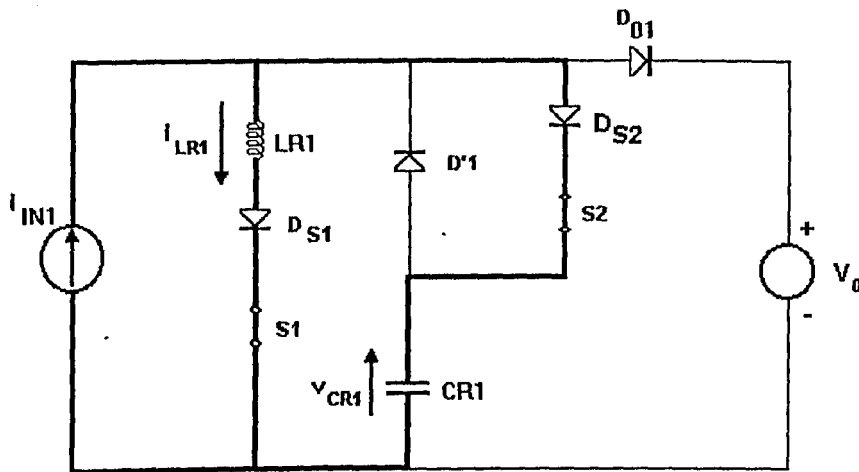 D01
iLR1
LR1
D'1
DS2
iIN1
DS1
S2
+
V0
-
S1
vCR1
CR1